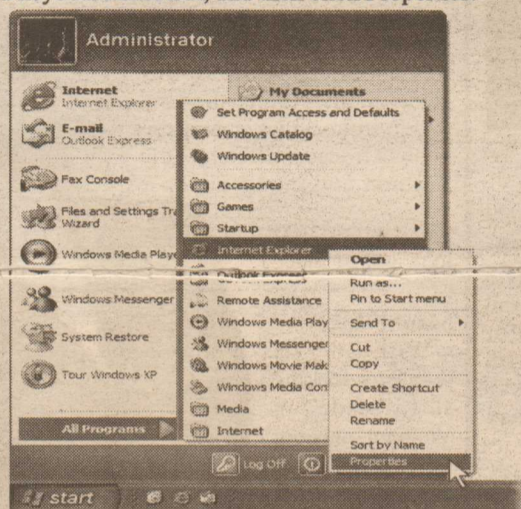 Administrator
Internet
Internet Explorer
E-mail
Outlook Express
Fax Console
Files and Settings Tra
Wizard
Windows Media Playe
Windows Messenger
System Restore
Tour Windows XP
All Programs
My Documents
Set Program Access and Defaults
Windows Catalog
Windows Update
Accessories
Games
Startup
Internet Explorer
Outlook Express
Remote Assistance
Windows Media Play
Windows Messenger
Windows Movie Mak
Windows Media Con
Media
Internet
Open
Run as...
Pin to Start menu
Send To
Cut
Copy
Create Shortcut
Delete
Rename
Sort by Name
Properties
Log Off
start